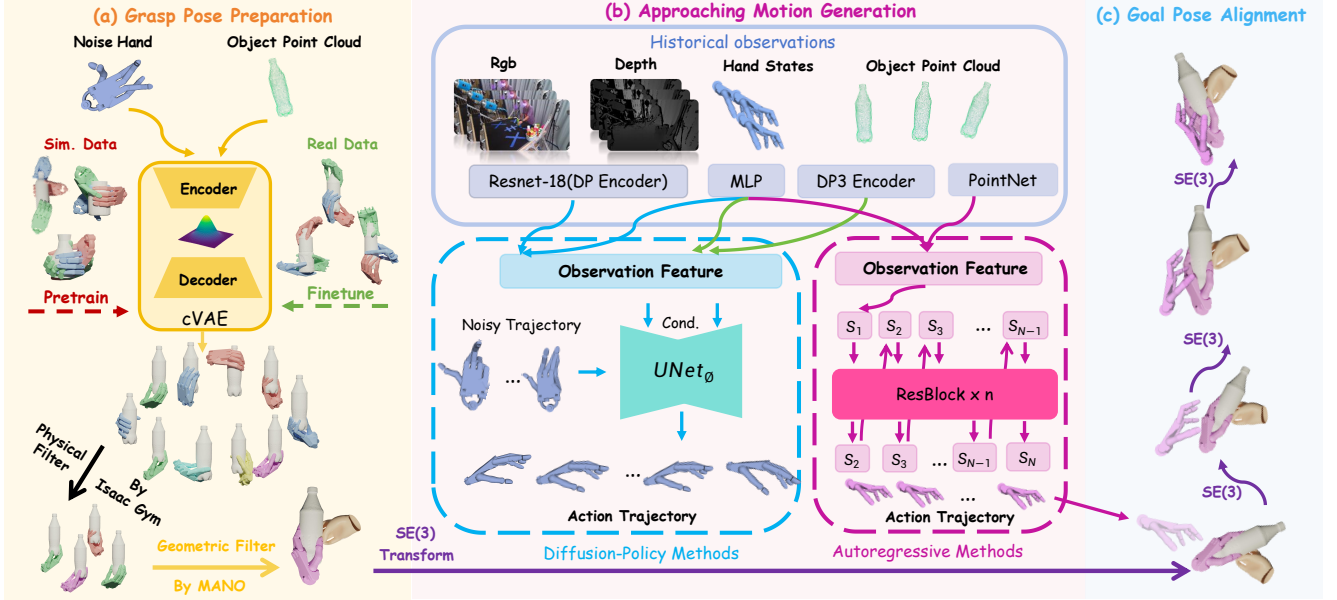 (a) Grasp Pose Preparation
Noise Hand
Object Point Cloud
Sim. Data
Real Data
Encoder
Decoder
Pretrain
Finetune
cVAE
Physical
Filter
By
Isaac Gym
Geometric Filter
By MANO
(b) Approaching Motion Generation
Historical observations
Rgb
Depth
Hand States
Object Point Cloud
Resnet-18(DP Encoder)
MLP
DP3 Encoder
PointNet
Observation Feature
Noisy Trajectory
Cond.
...
UNet∅
...
Action Trajectory
Diffusion-Policy Methods
Observation Feature
S1 S2 S3 ... SN−1
ResBlock x n
S2 S3 ... SN−1 SN
...
Action Trajectory
Autoregressive Methods
SE(3)
Transform
(c) Goal Pose Alignment
SE(3)
SE(3)
SE(3)